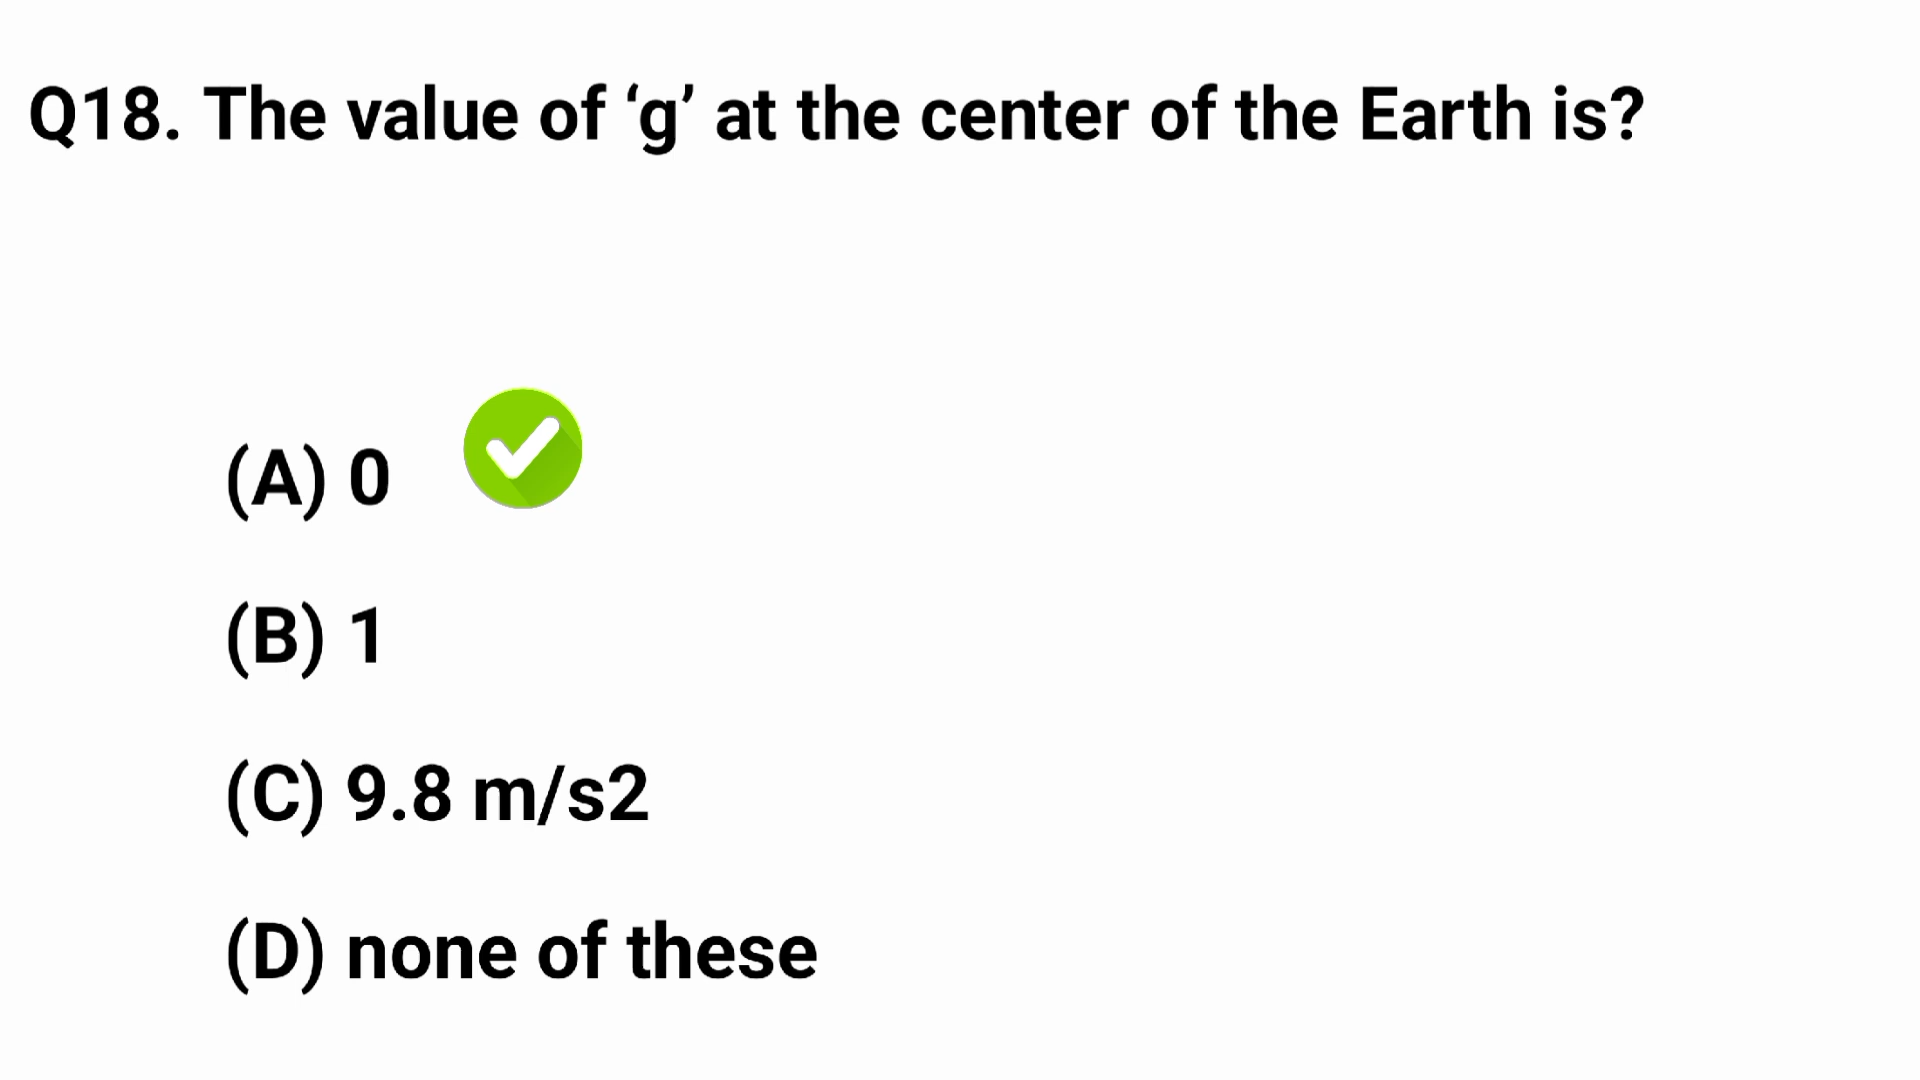 Q18. The value of ‘g’ at the center of the Earth is?
(A) 0
(B) 1
(C) 9.8 m/s2
(D) none of these